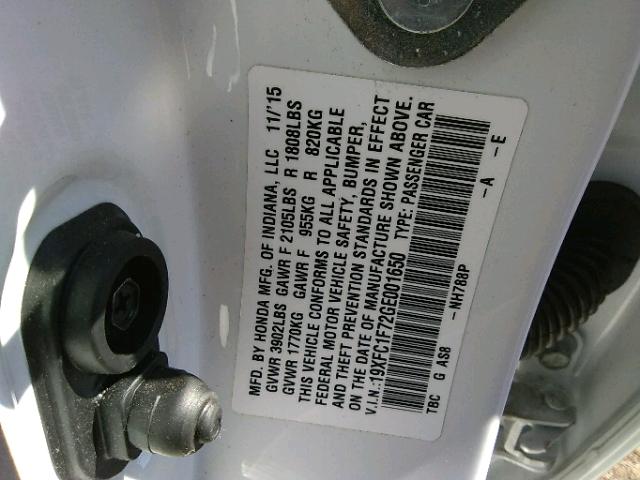 MFD. BY HONDA MFG. OF INDIANA, LLC 11/'15
GVWR 3902LBS GAWR F 2105LBS R 1808LBS
GVWR 1770KG GAWR F 955KG R 820KG
THIS VEHICLE CONFORMS TO ALL APPLICABLE
FEDERAL MOTOR VEHICLE SAFETY, BUMPER,
AND THEFT PREVENTION STANDARDS IN EFFECT
ON THE DATE OF MANUFACTURE SHOWN ABOVE.
V.I.N.:19XFC1F72GE001650 TYPE: PASSENGER CAR
TBC G AS8 -NH788P -A -E